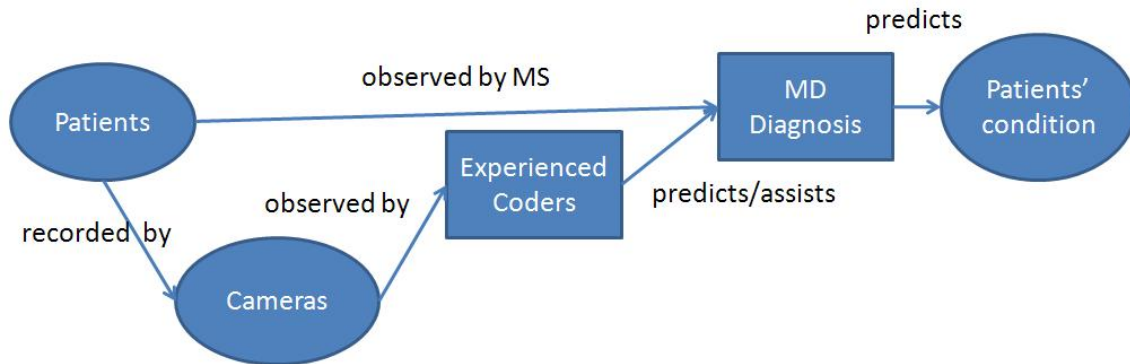 predicts
observed by MS
MD
Diagnosis
Patients'
condition
Patients
Experienced
Coders
predicts/assists
observed by
recorded by
Cameras